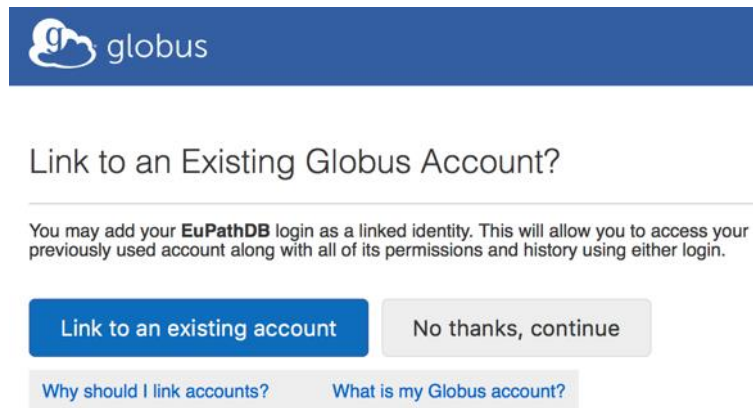 globus
Link to an Existing Globus Account?
You may add your EuPathDB login as a linked identity. This will allow you to access your
previously used account along with all of its permissions and history using either login.
Link to an existing account
No thanks, continue
Why should I link accounts?
What is my Globus account?